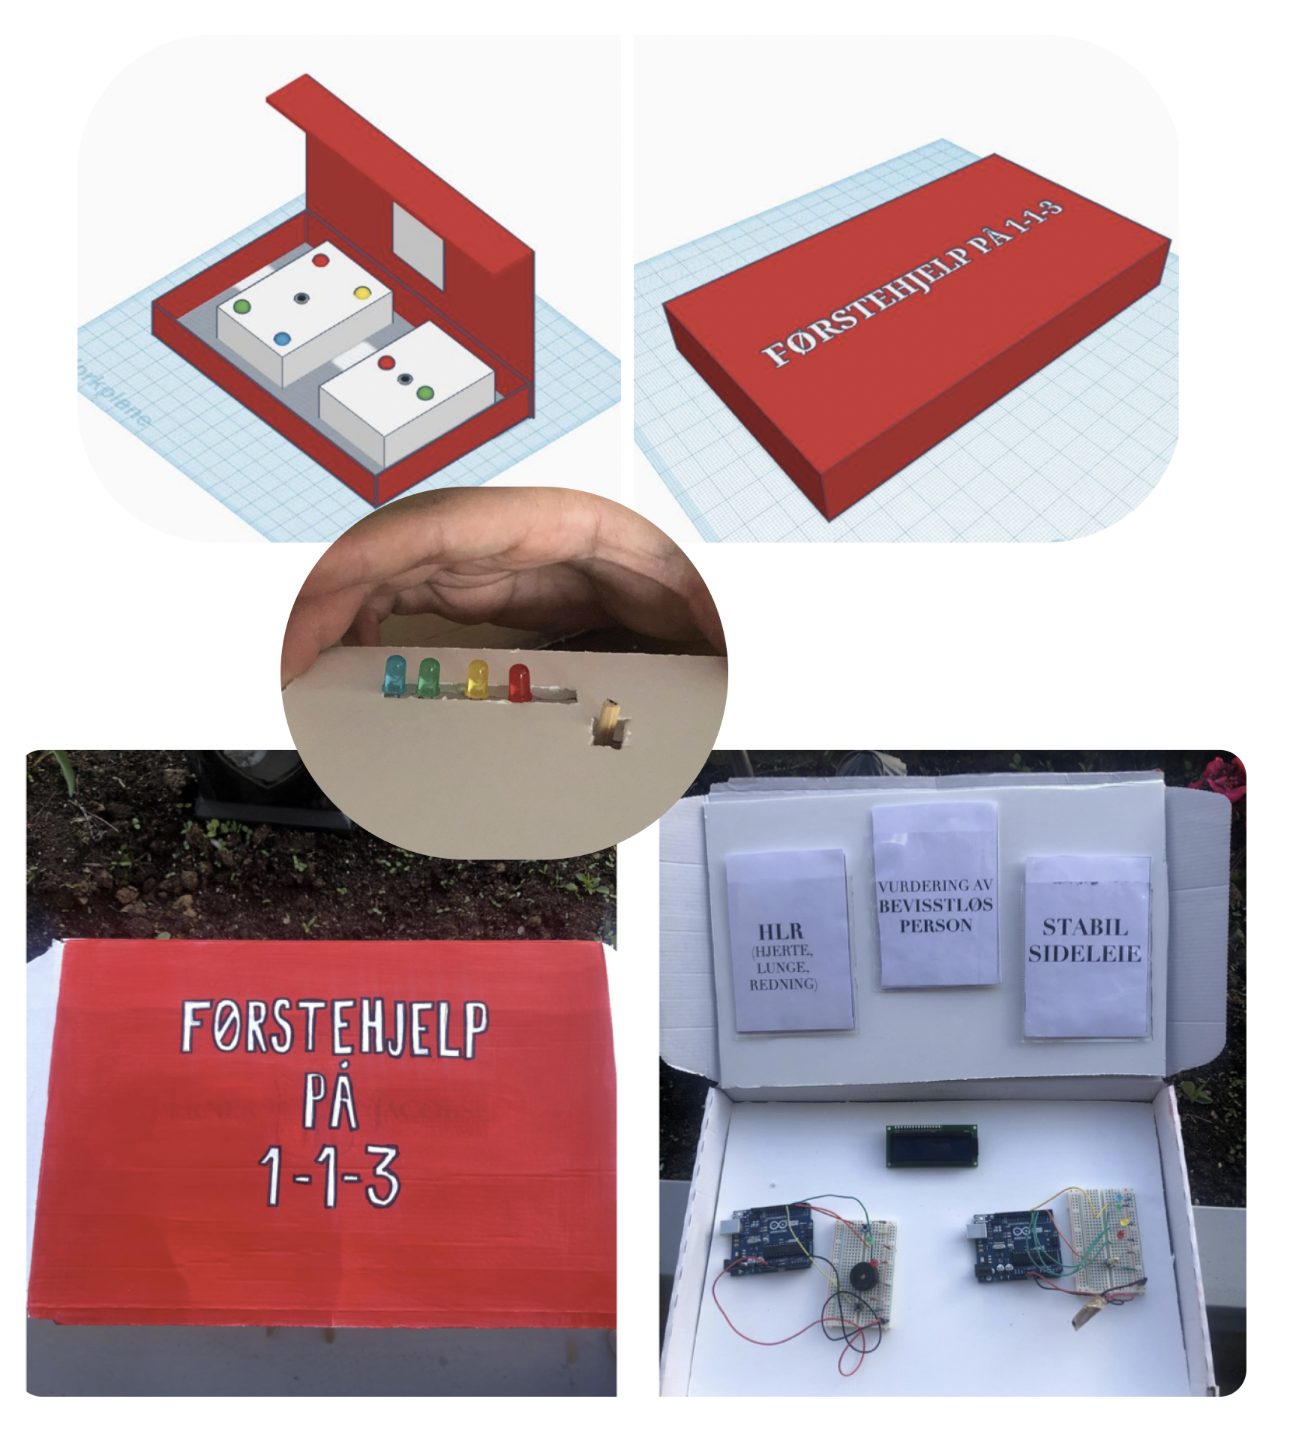 FØRSTEHJELP PÅ 1-1-3
FØRSTEHJELP
PÅ
1-1-3
HLR
(HJERTE,
LUNGE,
REDNING)
VURDERING AV
BEVISSTLØS
PERSON
STABIL
SIDELEIE